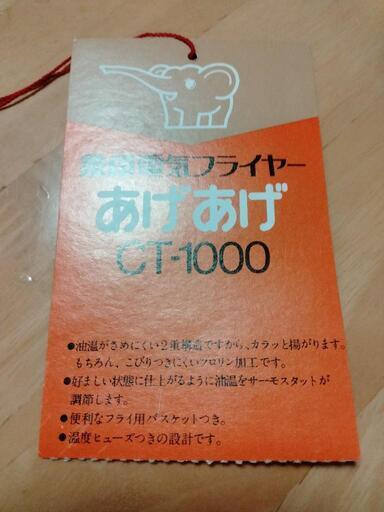 象印電気フライヤー
あげあげ
CT-1000
●油温がさめにくい2重構造ですから、カラッと揚がります。
もちろん、こびりつきにくいフロリン加工です。
●好ましい状態に仕上がるように油温をサーモスタットが
調節します。
●便利なフライ用バスケットつき。
●温度ヒューズつきの設計です。